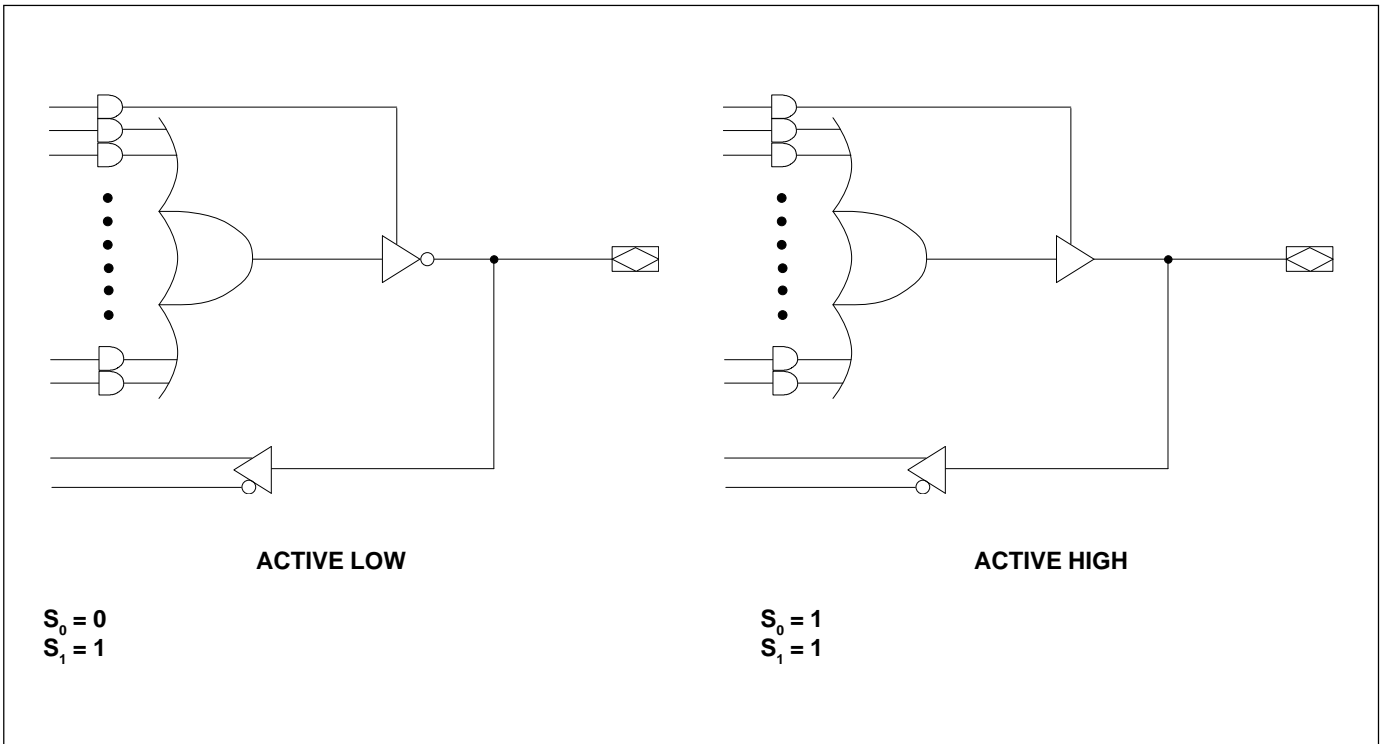 ACTIVE LOW
ACTIVE HIGH
S₀ = 0
S₁ = 1
S₀ = 1
S₁ = 1